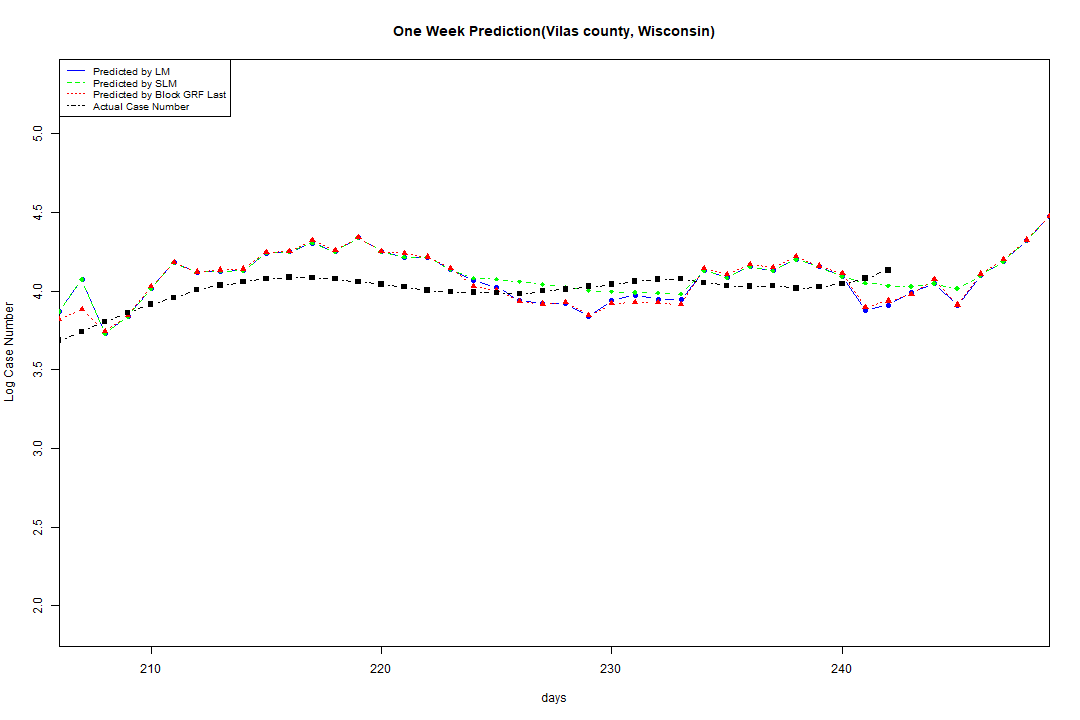 One Week Prediction(Vilas county, Wisconsin)
Predicted by LM
Predicted by SLM
Predicted by Block GRF Last
Actual Case Number
5.0
4.5
4.0
3.5
3.0
2.5
2.0
Log Case Number
210 220 230 240
days